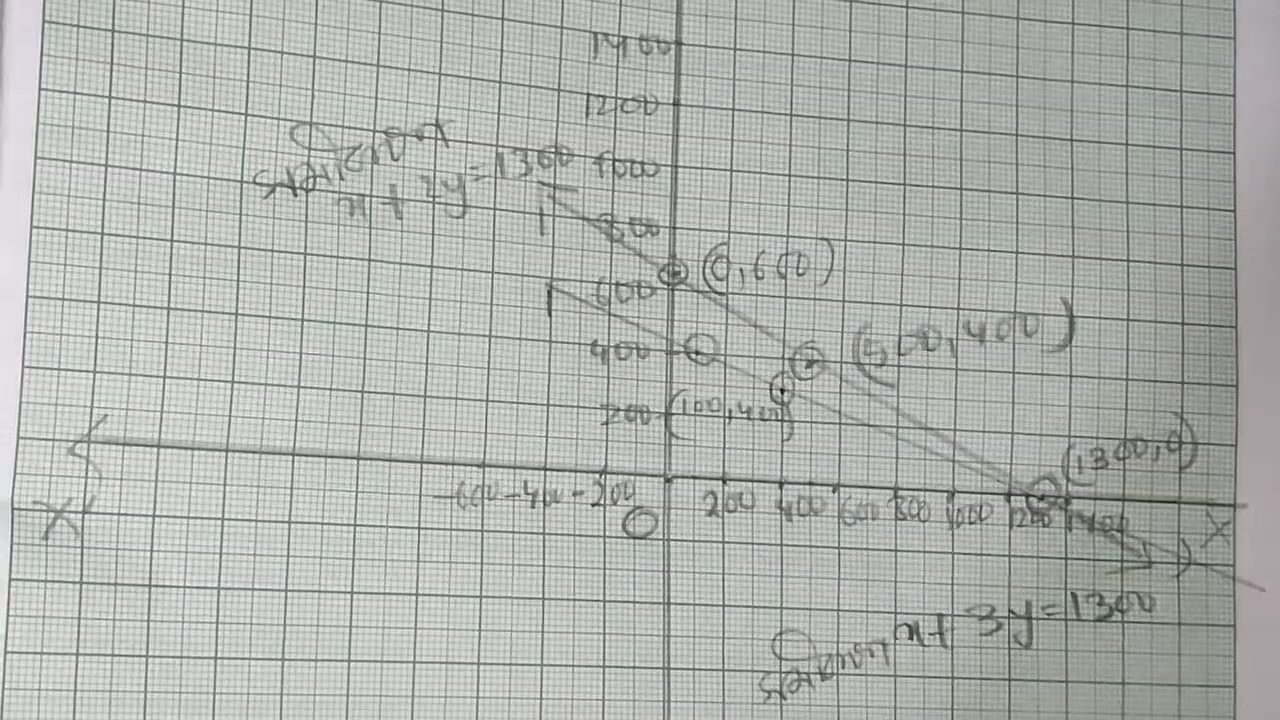 1400
1200
1000
x + 2y = 1300
800
(0,650)
600
400
(500,400)
200
(100,400)
(1300,0)
-600 -400 -200
200 400 600 800 1000 1200 1400
X'
O
X
x + 3y = 1300